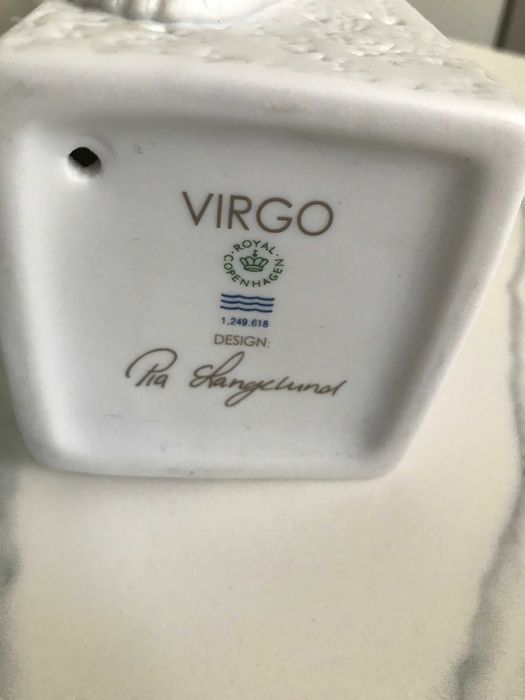 VIRGO
ROYAL
COPENHAGEN
1.249.618
DESIGN:
Pia Langelund